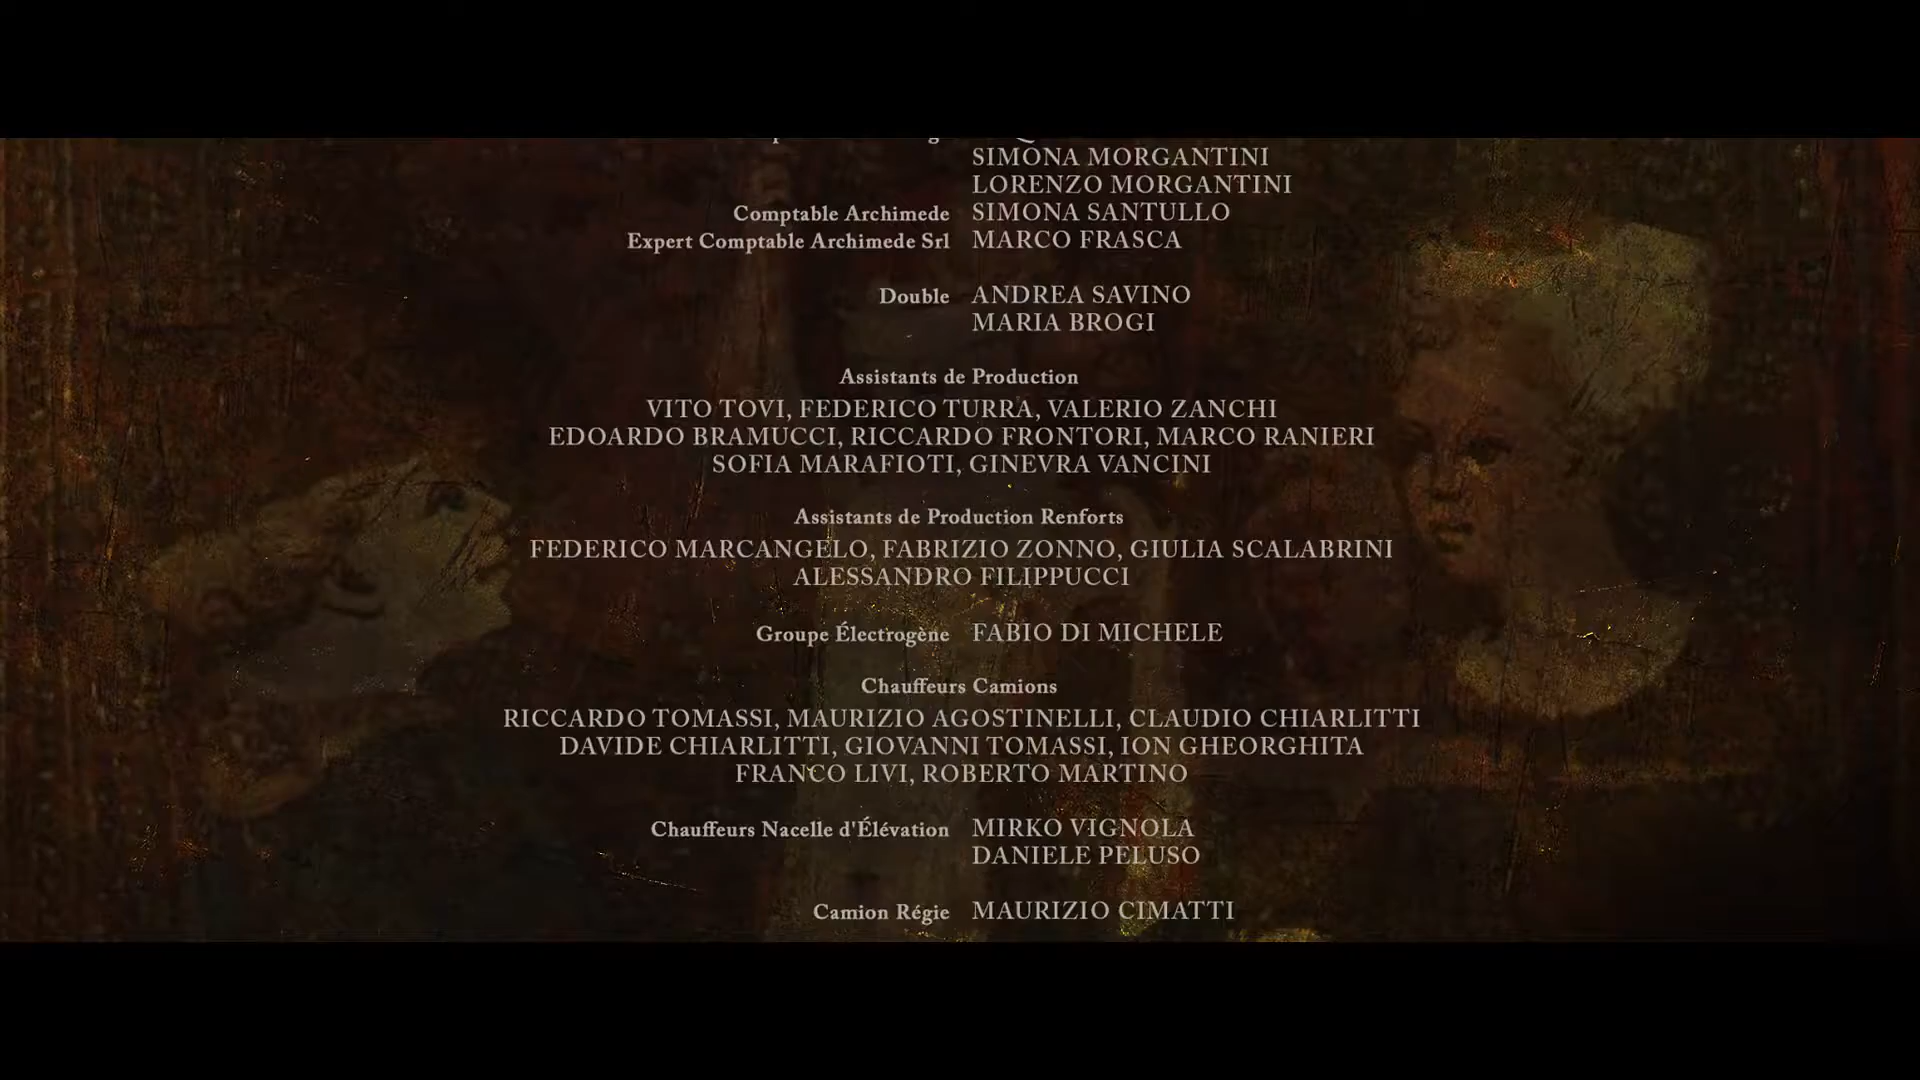 SIMONA MORGANTINI
LORENZO MORGANTINI
Comptable Archimede SIMONA SANTULLO
Expert Comptable Archimede Srl MARCO FRASCA
Double ANDREA SAVINO
MARIA BROGI
Assistants de Production
VITO TOVI, FEDERICO TURRA, VALERIO ZANCHI
EDOARDO BRAMUCCI, RICCARDO FRONTORI, MARCO RANIERI
SOFIA MARAFIOTI, GINEVRA VANCINI
Assistants de Production Renforts
FEDERICO MARCANGELO, FABRIZIO ZONNO, GIULIA SCALABRINI
ALESSANDRO FILIPPUCCI
Groupe Électrogène FABIO DI MICHELE
Chauffeurs Camions
RICCARDO TOMASSI, MAURIZIO AGOSTINELLI, CLAUDIO CHIARLITTI
DAVIDE CHIARLITTI, GIOVANNI TOMASSI, ION GHEORGHITA
FRANCO LIVI, ROBERTO MARTINO
Chauffeurs Nacelle d'Élévation MIRKO VIGNOLA
DANIELE PELUSO
Camion Régie MAURIZIO CIMATTI